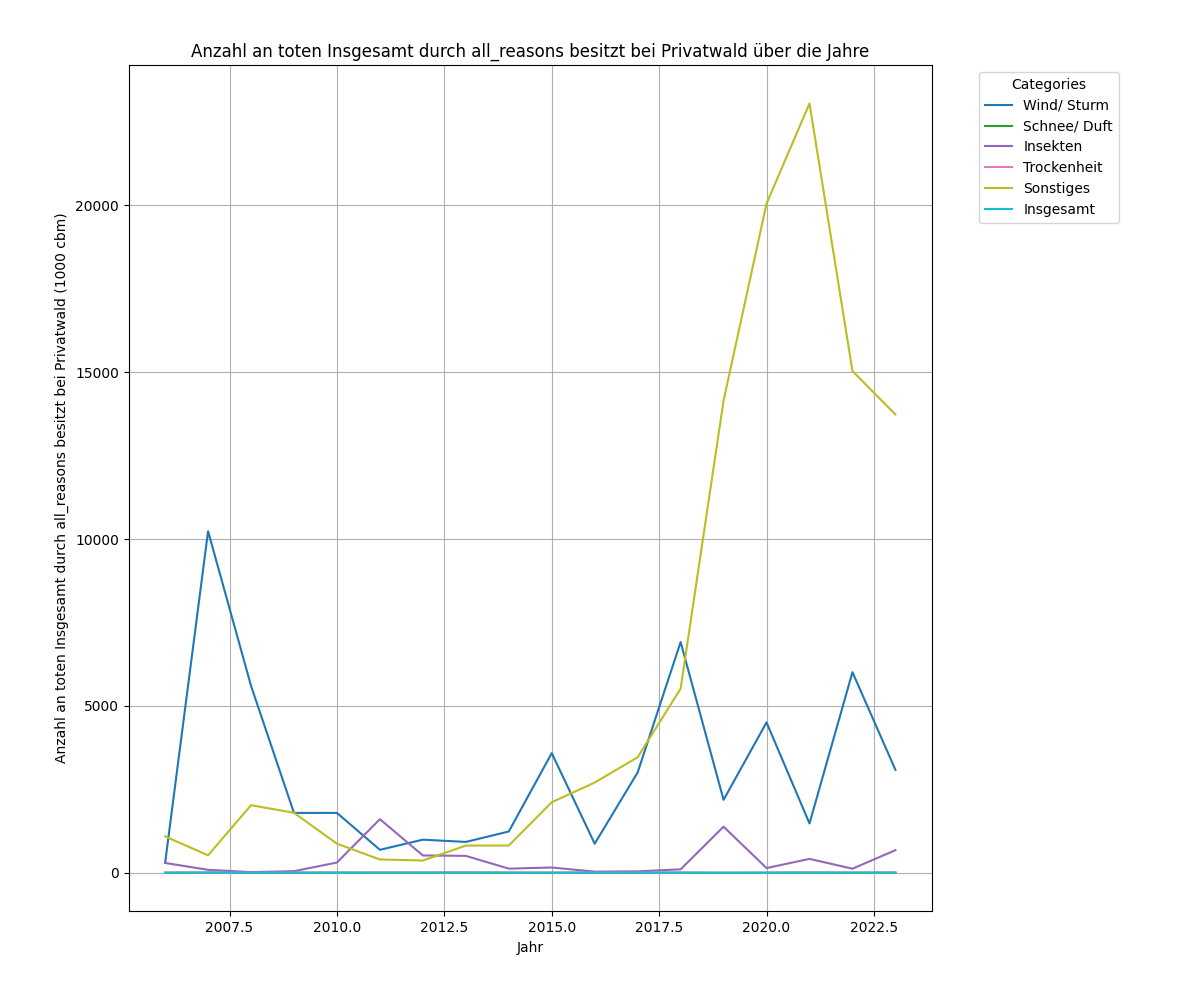 Anzahl an toten Insgesamt durch all_reasons besitzt bei Privatwald über die Jahre
Categories
Wind/ Sturm
Schnee/ Duft
Insekten
Trockenheit
Sonstiges
Insgesamt
Anzahl an toten Insgesamt durch all_reasons besitzt bei Privatwald (1000 cbm)
20000
15000
10000
5000
0
2007.5 2010.0 2012.5 2015.0 2017.5 2020.0 2022.5
Jahr